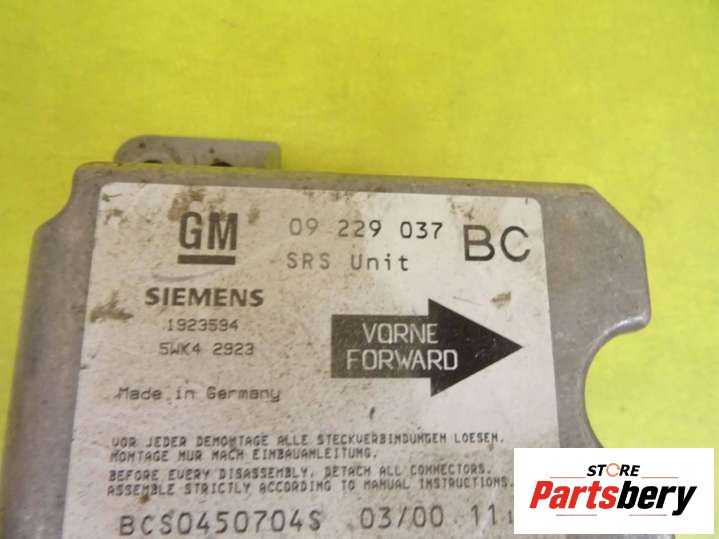 GM
09 229 037 BC
SRS Unit
SIEMENS
1923594
5WK4 2923
VORNE
FORWARD
Made in Germany
VOR JEDER DEMONTAGE ALLE STECKVERBINDUNGEN LOESEN.
MONTAGE NUR NACH EINBAUANLEITUNG.
BEFORE EVERY DISASSEMBLY, DETACH ALL CONNECTORS.
ASSEMBLE STRICTLY ACCORDING TO MANUAL INSTRUCTIONS.
BCS0450704S 03/00 11
STORE
Partsbery